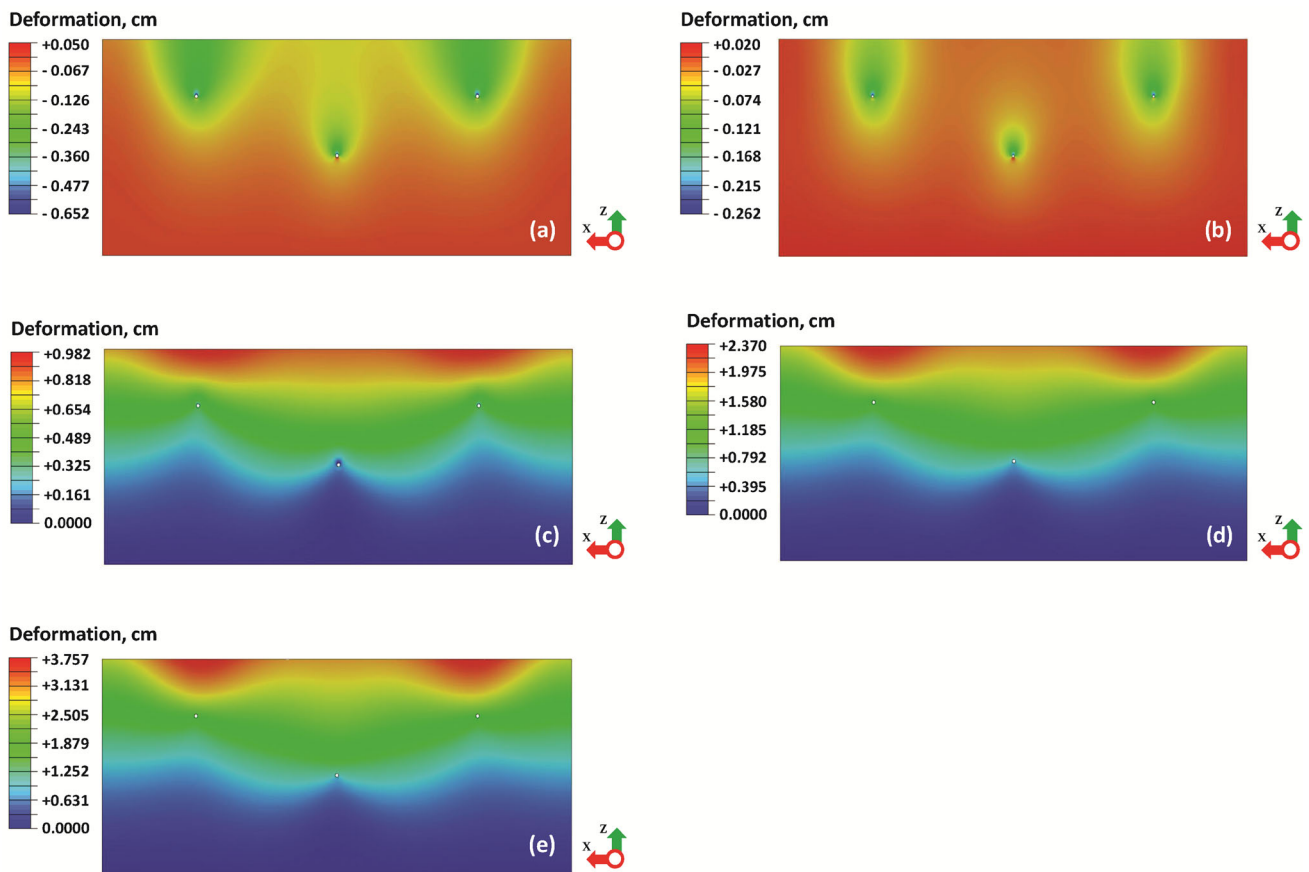 Deformation, cm
+0.050
- 0.067
- 0.126
- 0.243
- 0.360
- 0.477
- 0.652
(a)
z
x
Deformation, cm
+0.020
- 0.027
- 0.074
- 0.121
- 0.168
- 0.215
- 0.262
(b)
z
x
Deformation, cm
+0.982
+0.818
+0.654
+0.489
+0.325
+0.161
0.0000
(c)
z
x
Deformation, cm
+2.370
+1.975
+1.580
+1.185
+0.792
+0.395
0.0000
(d)
z
x
Deformation, cm
+3.757
+3.131
+2.505
+1.879
+1.252
+0.631
0.0000
(e)
z
x